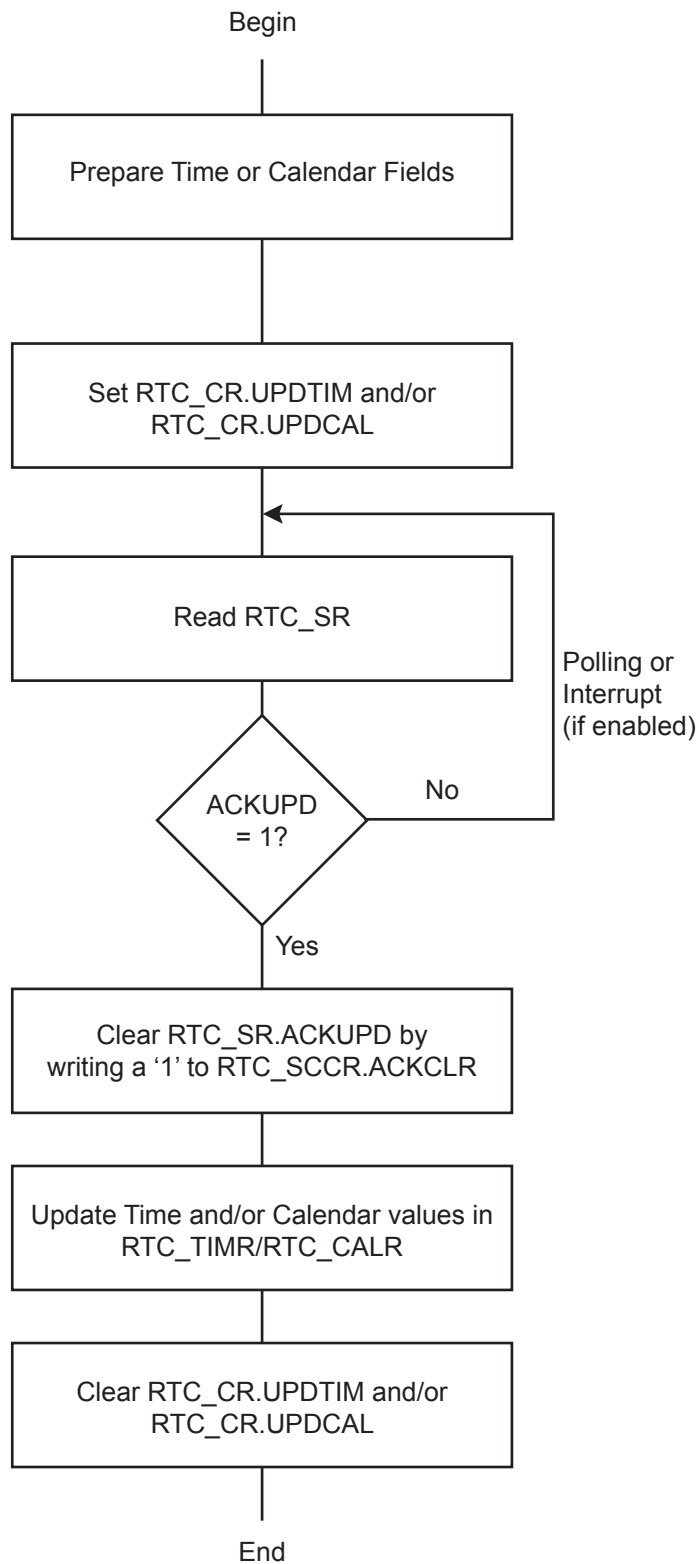 Begin
Prepare Time or Calendar Fields
Set RTC_CR.UPDTIM and/or
RTC_CR.UPDCAL
Read RTC_SR
Polling or
Interrupt
(if enabled)
ACKUPD
= 1?
No
Yes
Clear RTC_SR.ACKUPD by
writing a ‘1’ to RTC_SCCR.ACKCLR
Update Time and/or Calendar values in
RTC_TIMR/RTC_CALR
Clear RTC_CR.UPDTIM and/or
RTC_CR.UPDCAL
End